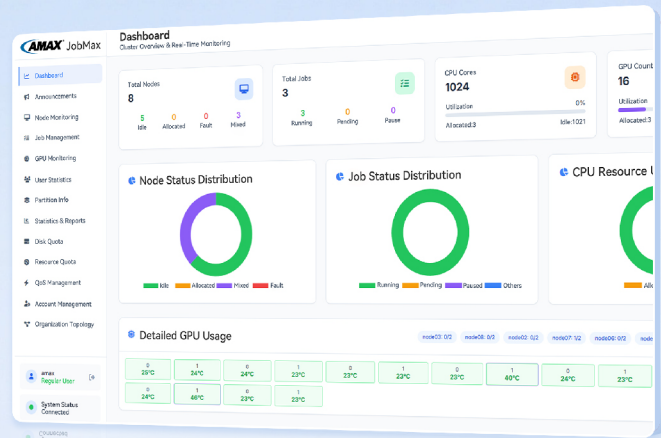 AMAX JobMax
Dashboard
Announcements
Node Monitoring
Job Management
GPU Monitoring
User Statistics
Partition Info
Statistics & Reports
Disk Quota
Resource Quota
QoS Management
Account Management
Organization Topology
amax
Regular User
System Status
Connected
Dashboard
Cluster Overview & Real-Time Monitoring
Total Nodes
8
5 0 0 3
Idle Allocated Fault Mixed
Total Jobs
3
3 0 0
Running Pending Pause
CPU Cores
1024
Utilization 0%
Allocated:3 Idle:1021
GPU Count
16
Utilization
Allocated:3
Node Status Distribution
Idle Allocated Mixed Fault
Job Status Distribution
Running Pending Paused Others
CPU Resource
Detailed GPU Usage
node03: 0/2 node08: 0/2 node02: 0/2 node07: 1/2 node06: 0/2
0 1 0 1 0 1 0 1 0 1
25°C 24°C 24°C 23°C 23°C 23°C 23°C 40°C 24°C 23°C
0 1 0 1
24°C 46°C 23°C 23°C